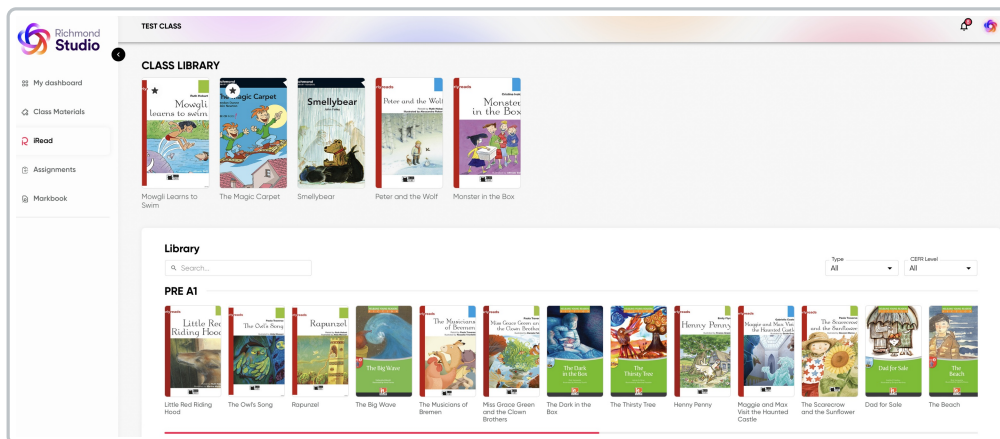 Richmond
Studio
TEST CLASS
My dashboard
Class Materials
iRead
Assignments
Markbook
CLASS LIBRARY
Mowgli
learns to swim
The Magic Carpet
Smellybear
Peter and the Wolf
Monster
in the Box
Mowgli Learns to
Swim
The Magic Carpet
Smellybear
Peter and the Wolf
Monster in the Box
Library
Search...
Type
All
CEFR Level
All
PRE A1
Little Red
Riding Hood
The Owl's Song
Rapunzel
The Big Wave
The Musicians
of Bremen
Miss Grace Green and
the Clown Brothers
The Dark
in the Box
The
Thirsty Tree
Henny Penny
Maggie and Max Visit
the Haunted Castle
The Scarecrow
and the Sunflower
Dad for Sale
The
Beach
Little Red Riding
Hood
The Owl's Song
Rapunzel
The Big Wave
The Musicians of
Bremen
Miss Grace Green
and the Clown
Brothers
The Dark in the
Box
The Thirsty Tree
Henny Penny
Maggie and Max
Visit the Haunted
Castle
The Scarecrow
and the Sunflower
Dad for Sale
The Beach